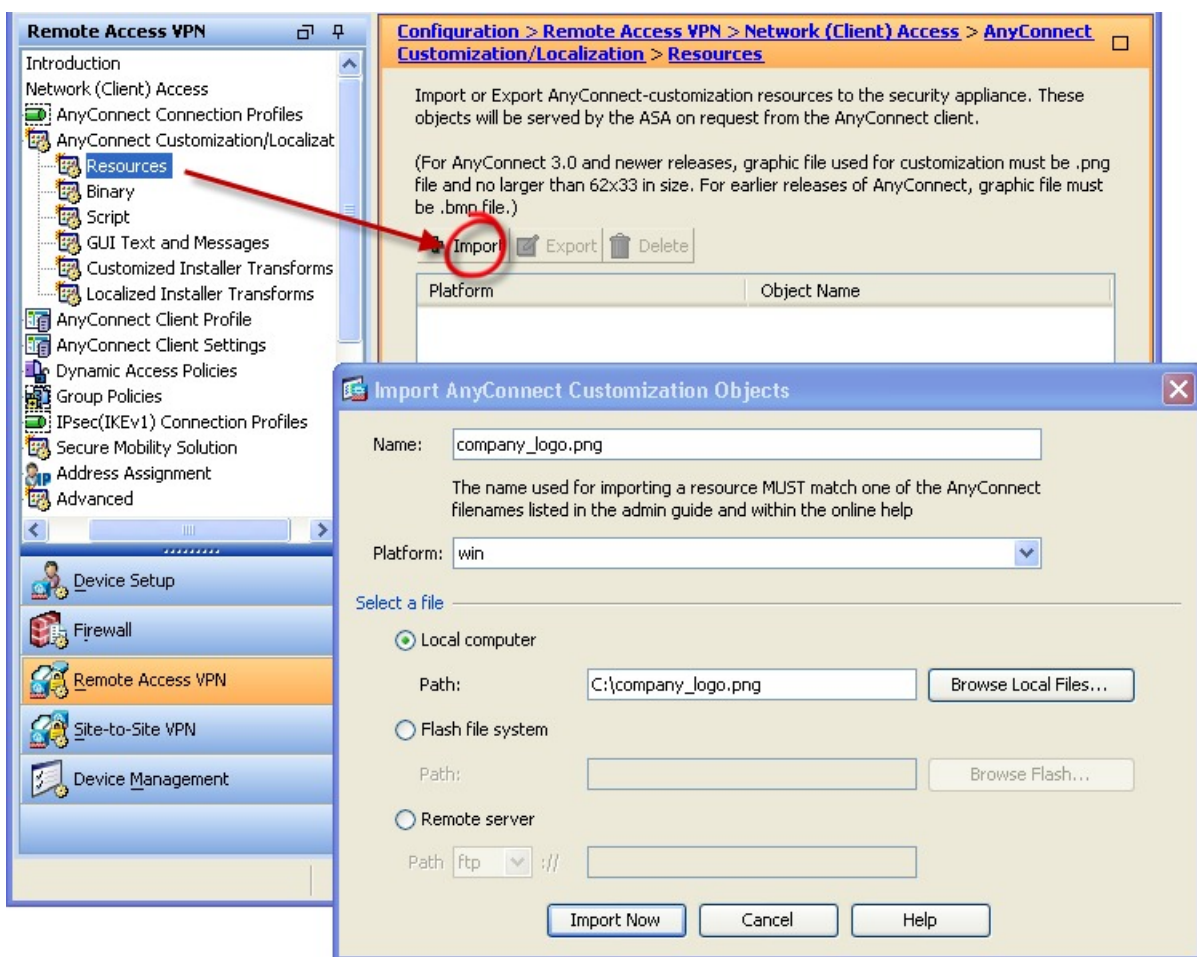 Remote Access VPN
Introduction
Network (Client) Access
AnyConnect Connection Profiles
AnyConnect Customization/Localizat
Resources
Binary
Script
GUI Text and Messages
Customized Installer Transforms
Localized Installer Transforms
AnyConnect Client Profile
AnyConnect Client Settings
Dynamic Access Policies
Group Policies
IPsec(IKEv1) Connection Profiles
Secure Mobility Solution
Address Assignment
Advanced
Device Setup
Firewall
Remote Access VPN
Site-to-Site VPN
Device Management
Configuration > Remote Access VPN > Network (Client) Access > AnyConnect
Customization/Localization > Resources
Import or Export AnyConnect-customization resources to the security appliance. These
objects will be served by the ASA on request from the AnyConnect client.
(For AnyConnect 3.0 and newer releases, graphic file used for customization must be .png
file and no larger than 62x33 in size. For earlier releases of AnyConnect, graphic file must
be .bmp file.)
Import Export Delete
Platform Object Name
Import AnyConnect Customization Objects
Name: company_logo.png
The name used for importing a resource MUST match one of the AnyConnect
filenames listed in the admin guide and within the online help
Platform: win
Select a file
Local computer
Path: C:\company_logo.png Browse Local Files...
Flash file system
Path: Browse Flash...
Remote server
Path ftp ://
Import Now Cancel Help